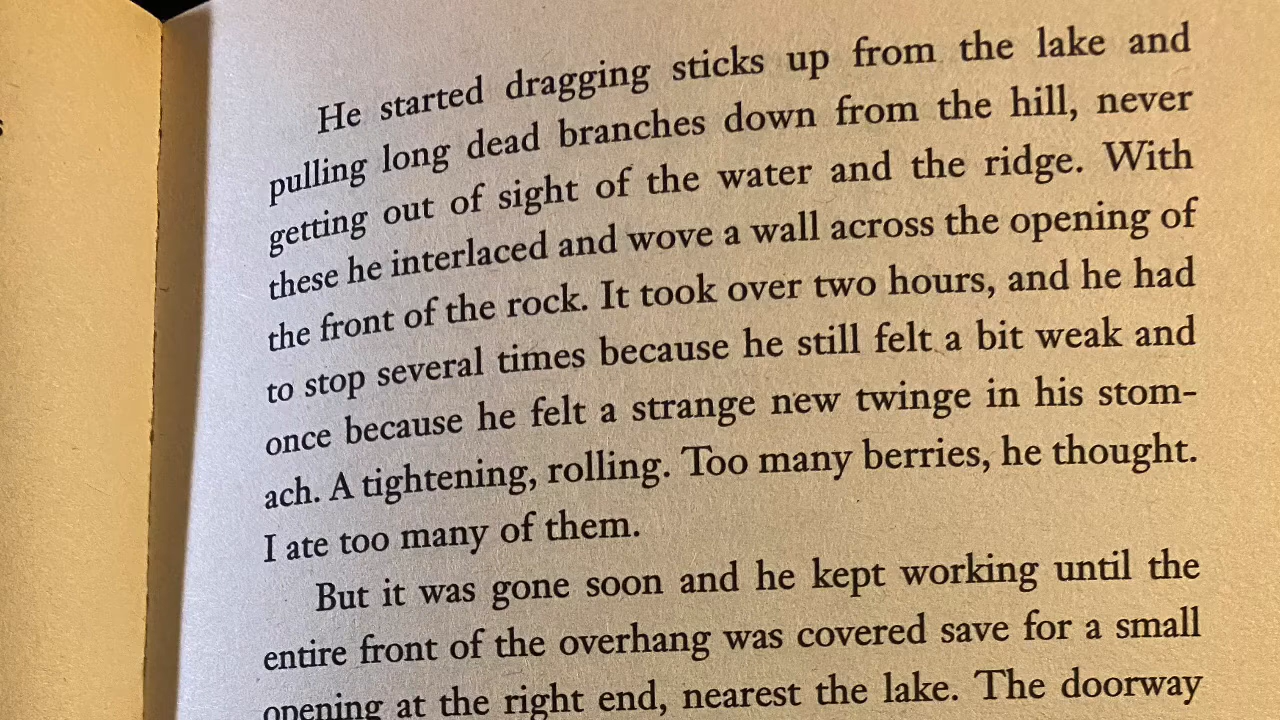 He started dragging sticks up from the lake and
pulling long dead branches down from the hill, never
getting out of sight of the water and the ridge. With
these he interlaced and wove a wall across the opening of
the front of the rock. It took over two hours, and he had
to stop several times because he still felt a bit weak and
once because he felt a strange new twinge in his stom-
ach. A tightening, rolling. Too many berries, he thought.
I ate too many of them.
But it was gone soon and he kept working until the
entire front of the overhang was covered save for a small
opening at the right end, nearest the lake. The doorway